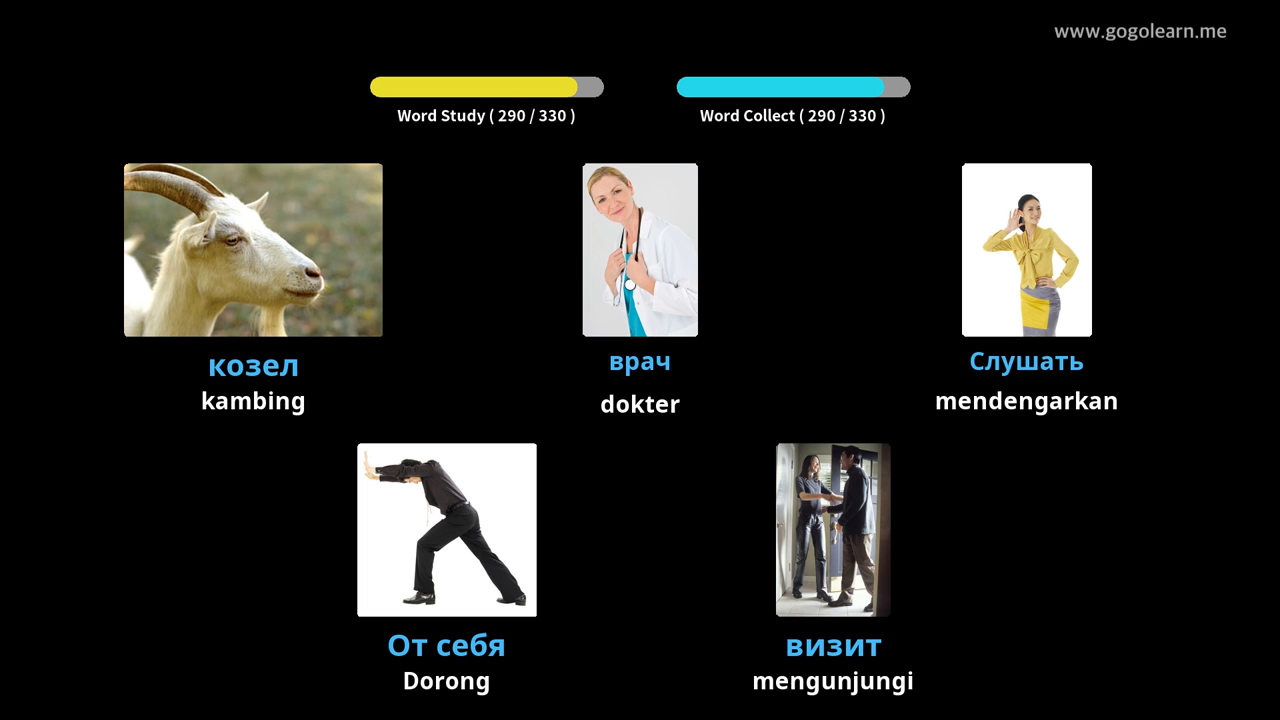 www.gogolearn.me
Word Study ( 290 / 330 )
Word Collect ( 290 / 330 )
козел
kambing
врач
dokter
Слушать
mendengarkan
От себя
Dorong
визит
mengunjungi